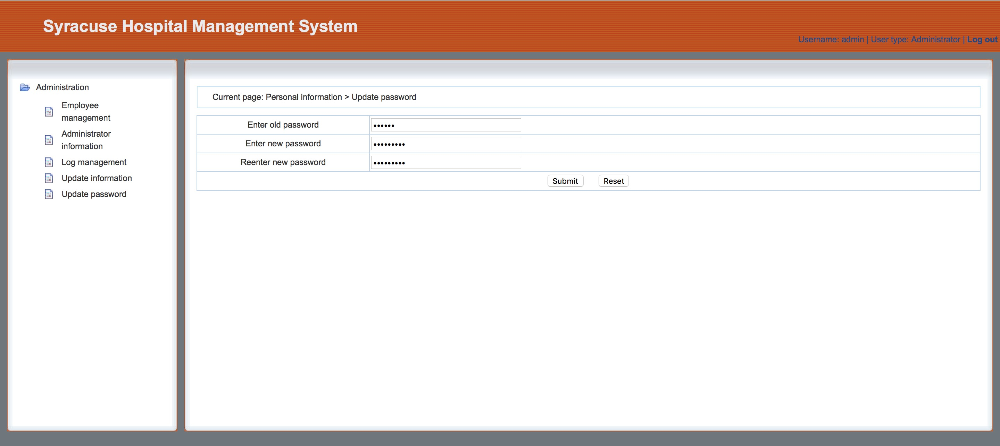 Syracuse Hospital Management System
Username: admin | User type: Administrator | Log out
Administration
Employee
management
Administrator
information
Log management
Update information
Update password
Current page: Personal information > Update password
Enter old password ••••••
Enter new password •••••••••
Reenter new password •••••••••
Submit Reset